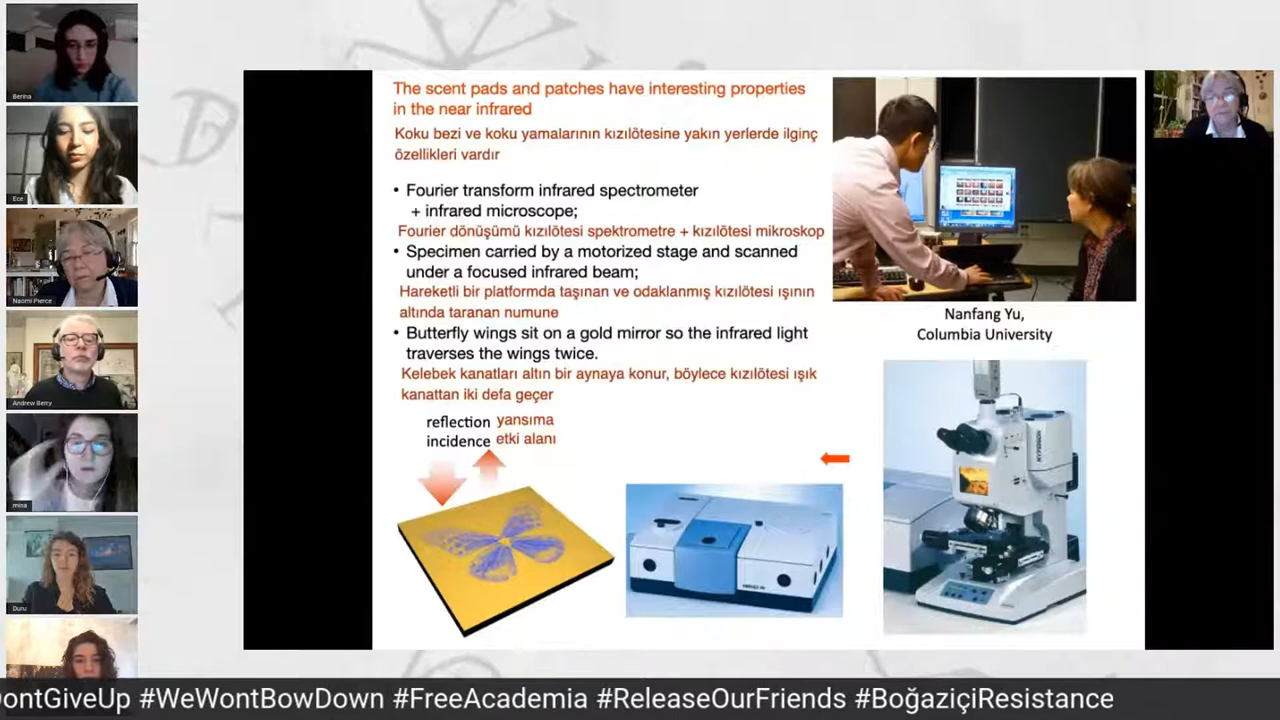 Berina
Ece
Naomi Pierce
Andrew Berry
mina
Duru
The scent pads and patches have interesting properties
in the near infrared
Koku bezi ve koku yamalarının kızılötesine yakın yerlerde ilginç
özellikleri vardır
• Fourier transform infrared spectrometer
+ infrared microscope;
Fourier dönüşümü kızılötesi spektrometre + kızılötesi mikroskop
• Specimen carried by a motorized stage and scanned
under a focused infrared beam;
Hareketli bir platformda taşınan ve odaklanmış kızılötesi ışının
altında taranan numune
• Butterfly wings sit on a gold mirror so the infrared light
traverses the wings twice.
Kelebek kanatları altın bir aynaya konur, böylece kızılötesi ışık
kanattan iki defa geçer
reflection yansıma
incidence etki alanı
Nanfang Yu,
Columbia University
HYPERION
ontGiveUp #WeWontBowDown #FreeAcademia #ReleaseOurFriends #BoğaziçiResistance